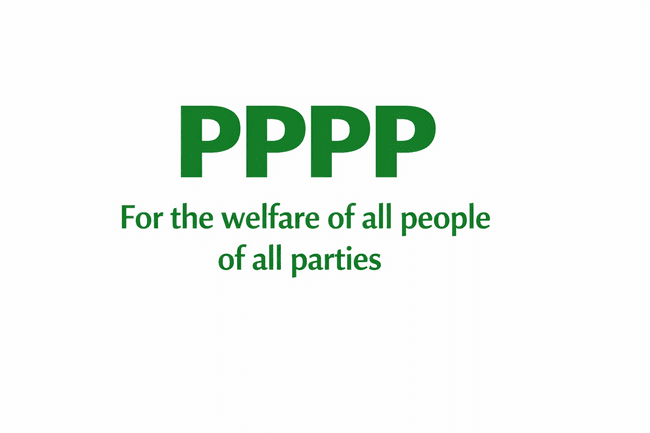 PPPP
For the welfare of all people
of all parties